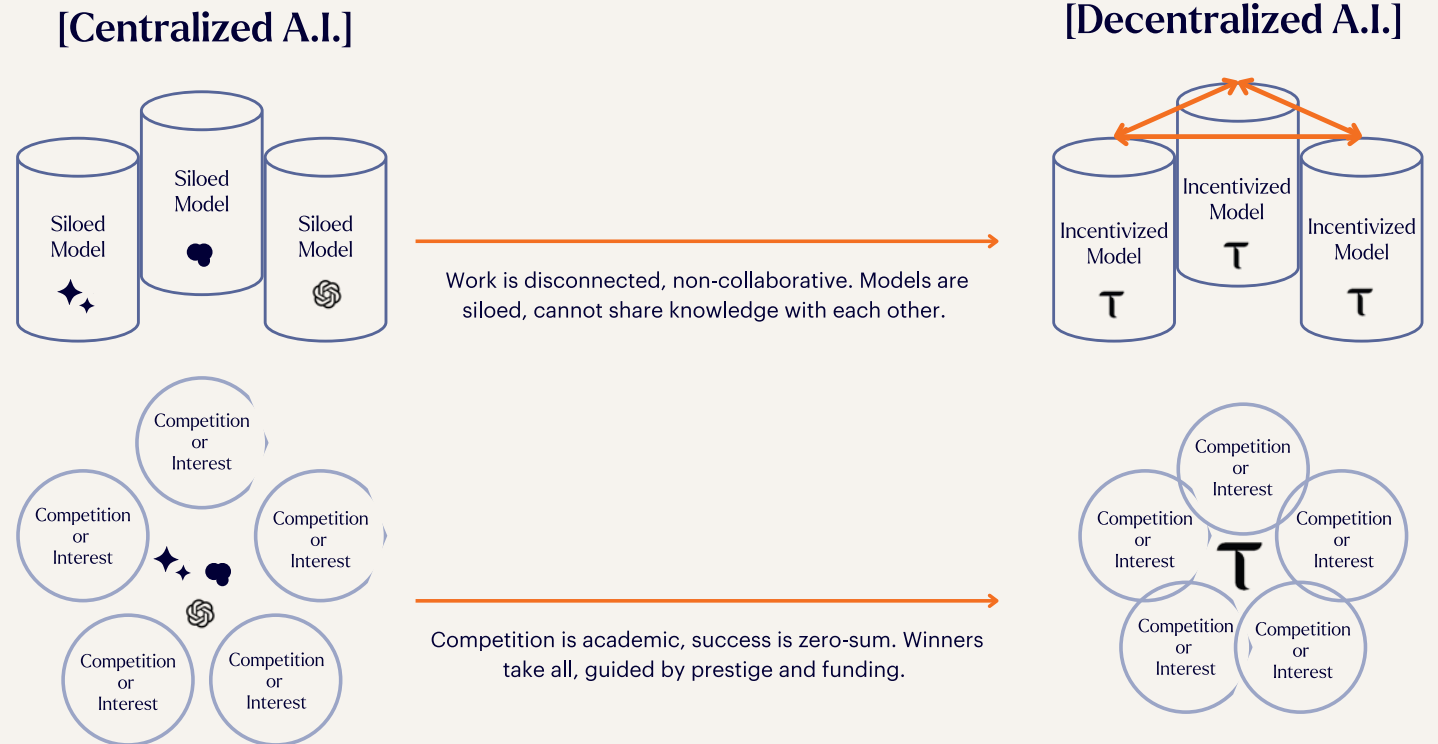 [Centralized A.I.]
[Decentralized A.I.]
Siloed
Model
Siloed
Model
Siloed
Model
Work is disconnected, non-collaborative. Models are
siloed, cannot share knowledge with each other.
Incentivized
Model
Incentivized
Model
Incentivized
Model
Competition
or
Interest
Competition
or
Interest
Competition
or
Interest
Competition
or
Interest
Competition
or
Interest
Competition is academic, success is zero-sum. Winners
take all, guided by prestige and funding.
Competition
or
Interest
Competition
or
Interest
Competition
or
Interest
Competition
or
Interest
Competition
or
Interest